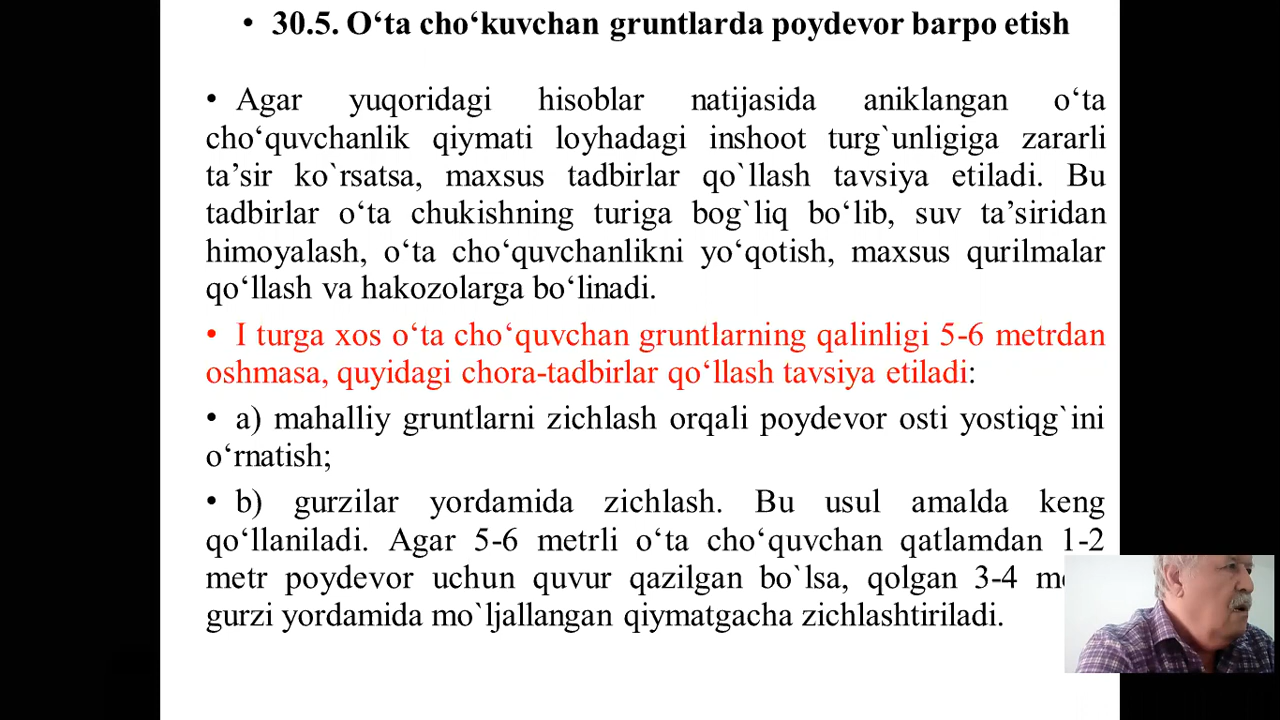 • 30.5. O‘ta cho‘kuvchan gruntlarda poydevor barpo etish
• Agar yuqoridagi hisoblar natijasida aniklangan o‘ta
cho‘quvchanlik qiymati loyhadagi inshoot turg`unligiga zararli
ta’sir ko`rsatsa, maxsus tadbirlar qo`llash tavsiya etiladi. Bu
tadbirlar o‘ta chukishning turiga bog`liq bo‘lib, suv ta’siridan
himoyalash, o‘ta cho‘quvchanlikni yo‘qotish, maxsus qurilmalar
qo‘llash va hakozolarga bo‘linadi.
• I turga xos o‘ta cho‘quvchan gruntlarning qalinligi 5-6 metrdan
oshmasa, quyidagi chora-tadbirlar qo‘llash tavsiya etiladi:
• a) mahalliy gruntlarni zichlash orqali poydevor osti yostiqg`ini
o‘rnatish;
• b) gurzilar yordamida zichlash. Bu usul amalda keng
qo‘llaniladi. Agar 5-6 metrli o‘ta cho‘quvchan qatlamdan 1-2
metr poydevor uchun quvur qazilgan bo`lsa, qolgan 3-4
gurzi yordamida mo`ljallangan qiymatgacha zichlashtiriladi.